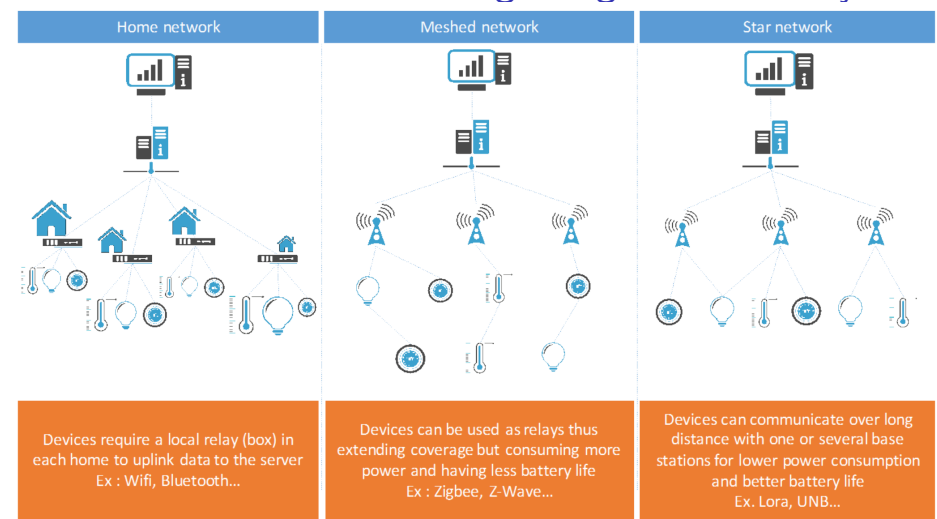 Home network
Meshed network
Star network
Devices require a local relay (box) in
each home to uplink data to the server
Ex : Wifi, Bluetooth...
Devices can be used as relays thus
extending coverage but consuming more
power and having less battery life
Ex : Zigbee, Z-Wave...
Devices can communicate over long
distance with one or several base
stations for lower power consumption
and better battery life
Ex. Lora, UNB...